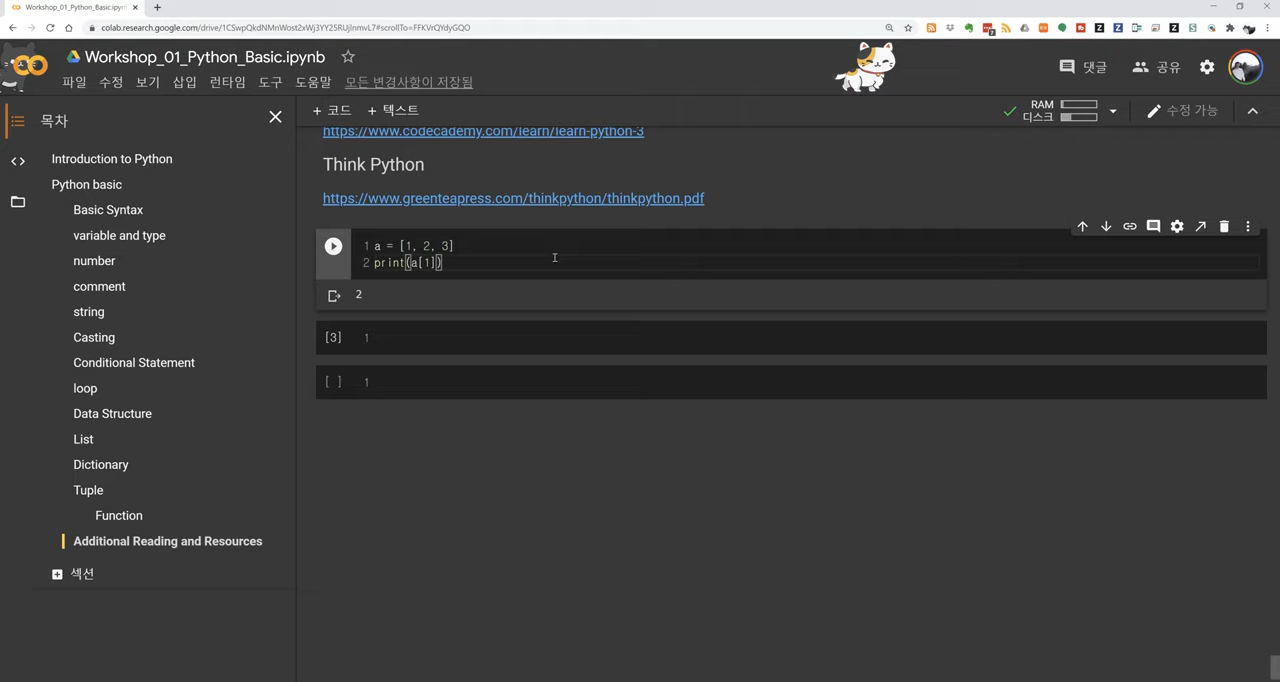 Workshop_01_Python_Basic.ipynb
colab.research.google.com/drive/1CSwpQkdNMnWost2xWj3YY25RUJlnmvL7#scrollTo=FFKVrQYdyGQO
Workshop_01_Python_Basic.ipynb
파일 수정 보기 삽입 런타임 도구 도움말 모든 변경사항이 저장됨
댓글 공유
목차
+ 코드 + 텍스트
RAM
디스크
수정 가능
Introduction to Python
Python basic
Basic Syntax
variable and type
number
comment
string
Casting
Conditional Statement
loop
Data Structure
List
Dictionary
Tuple
Function
Additional Reading and Resources
섹션
https://www.codecademy.com/learn/learn-python-3
Think Python
https://www.greenteapress.com/thinkpython/thinkpython.pdf
1 a = [1, 2, 3]
2 print(a[1])
2
[3] 1
[ ] 1